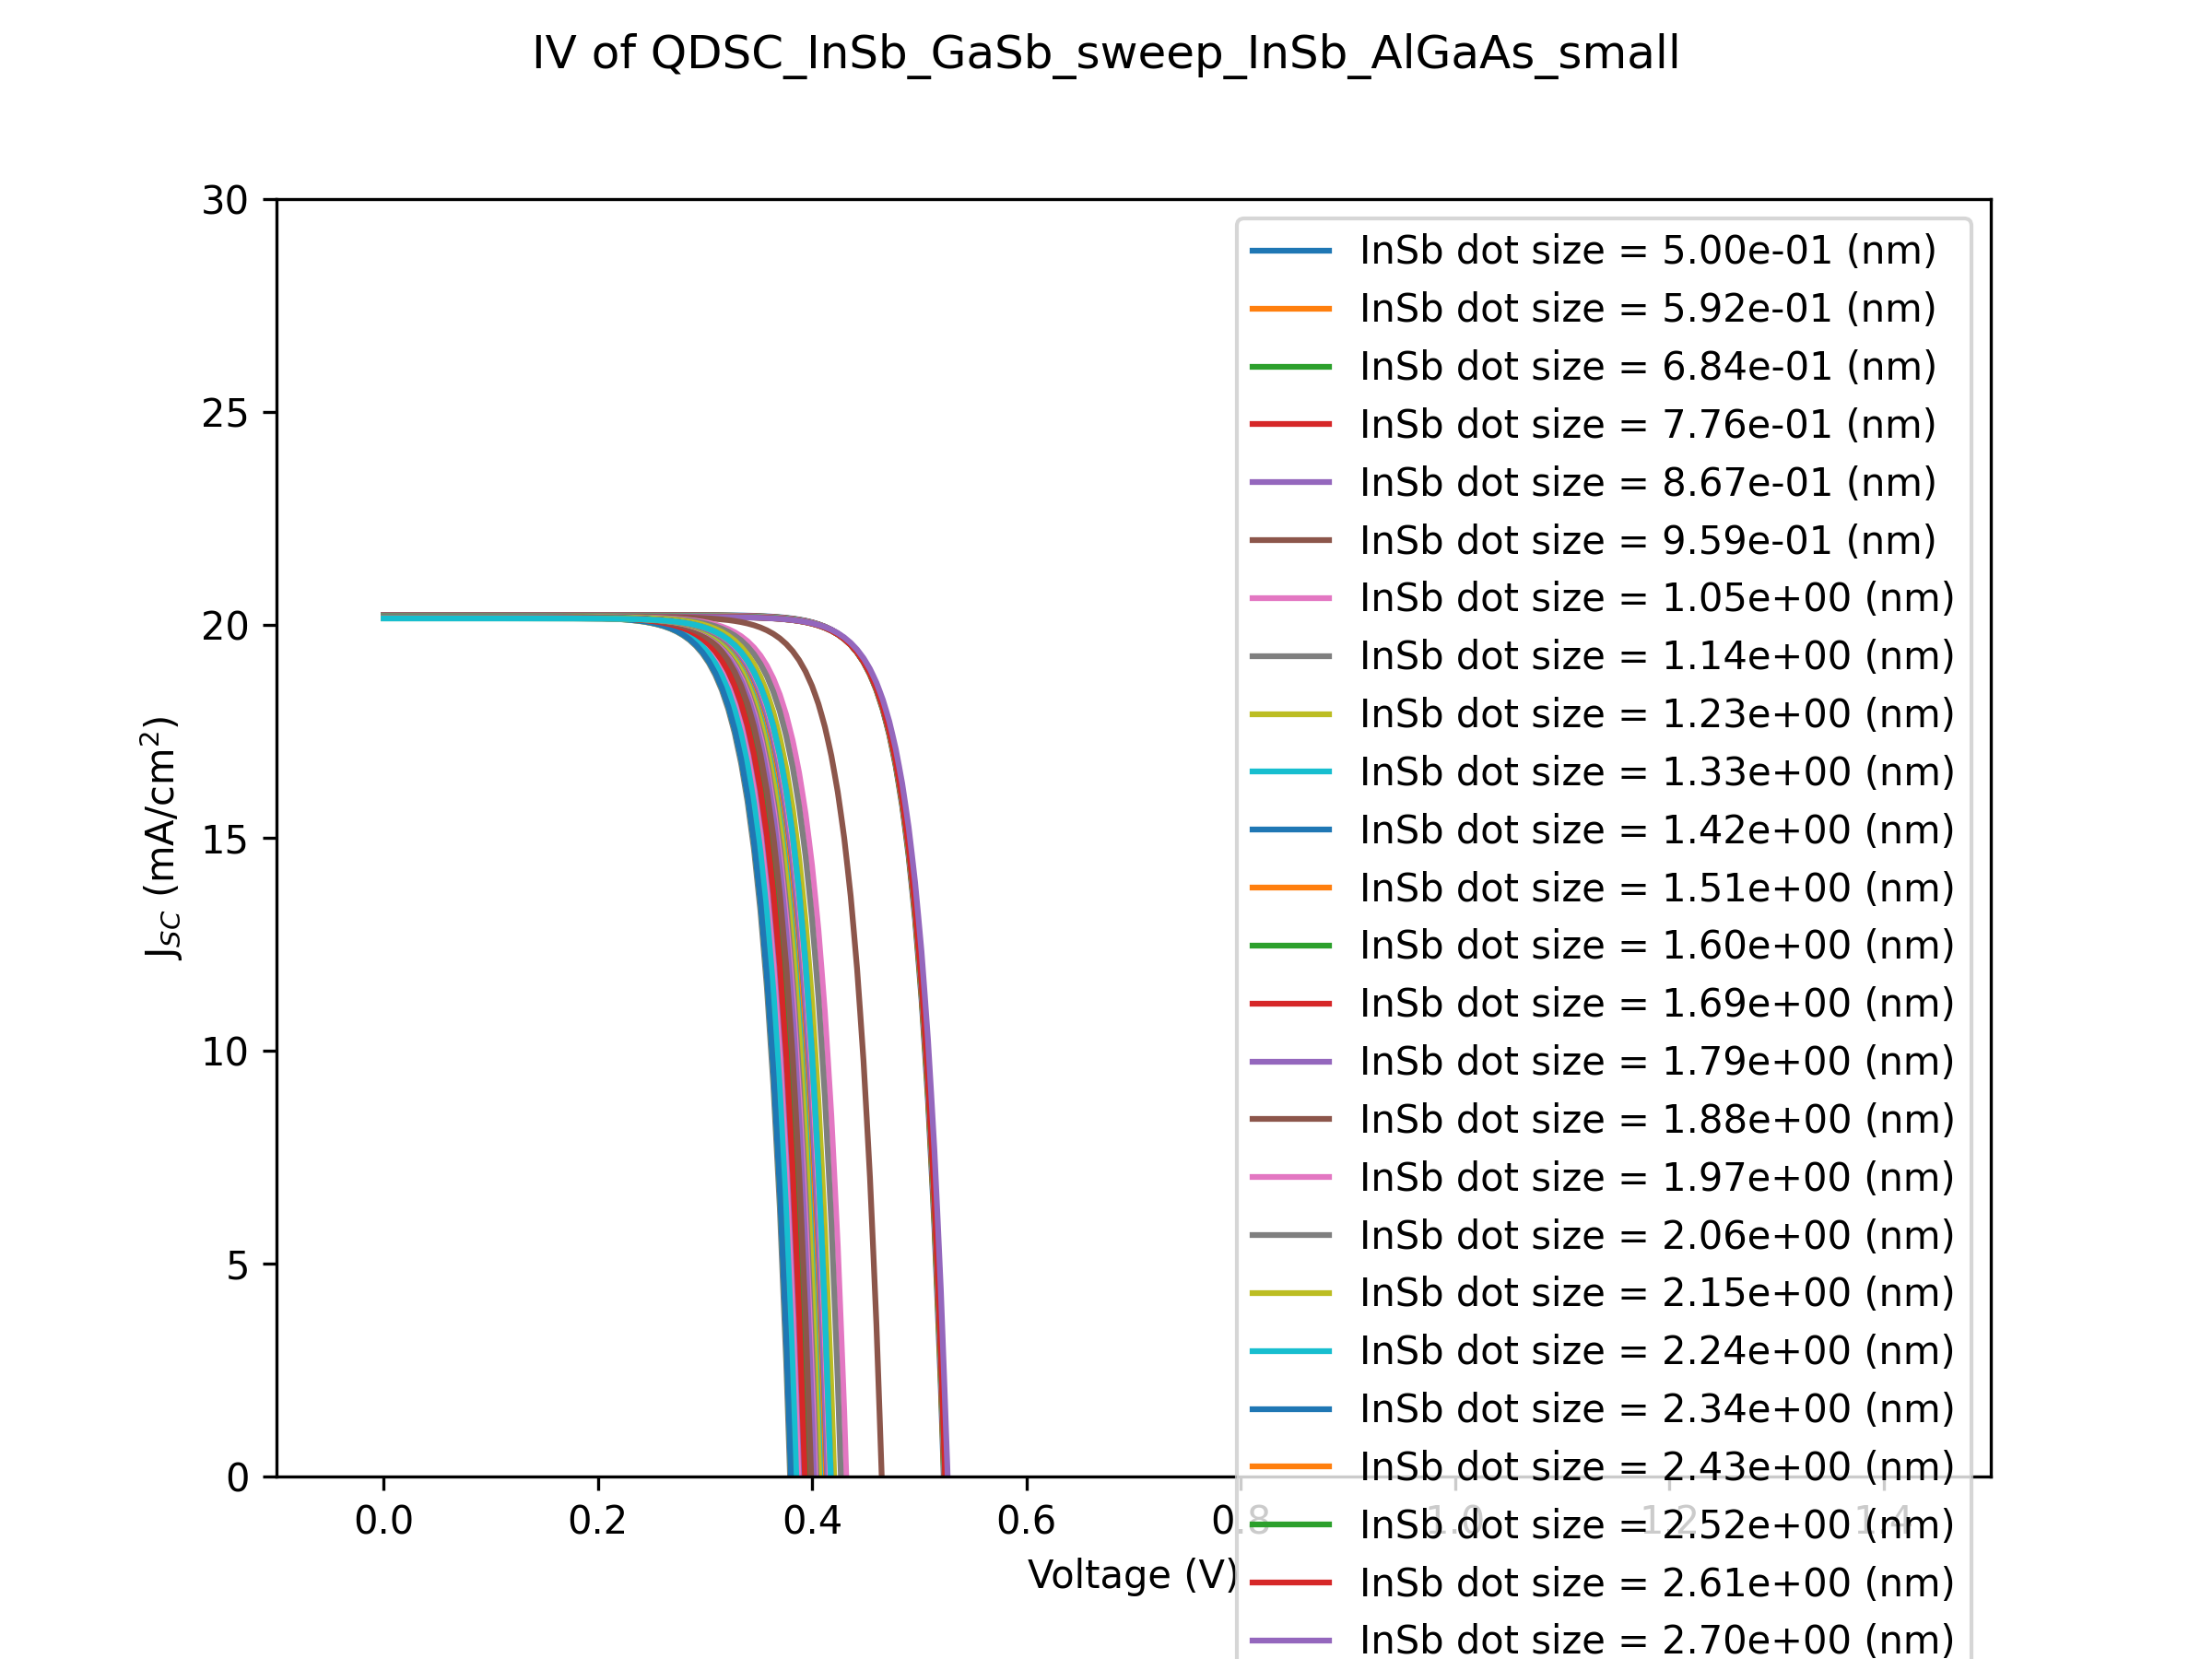 IV of QDSC_InSb_GaSb_sweep_InSb_AlGaAs_small
30
25
20
15
10
5
0
J_SC (mA/cm²)
0.0 0.2 0.4 0.6 0.8 1.0 1.2 1.4
Voltage (V)
InSb dot size = 5.00e-01 (nm)
InSb dot size = 5.92e-01 (nm)
InSb dot size = 6.84e-01 (nm)
InSb dot size = 7.76e-01 (nm)
InSb dot size = 8.67e-01 (nm)
InSb dot size = 9.59e-01 (nm)
InSb dot size = 1.05e+00 (nm)
InSb dot size = 1.14e+00 (nm)
InSb dot size = 1.23e+00 (nm)
InSb dot size = 1.33e+00 (nm)
InSb dot size = 1.42e+00 (nm)
InSb dot size = 1.51e+00 (nm)
InSb dot size = 1.60e+00 (nm)
InSb dot size = 1.69e+00 (nm)
InSb dot size = 1.79e+00 (nm)
InSb dot size = 1.88e+00 (nm)
InSb dot size = 1.97e+00 (nm)
InSb dot size = 2.06e+00 (nm)
InSb dot size = 2.15e+00 (nm)
InSb dot size = 2.24e+00 (nm)
InSb dot size = 2.34e+00 (nm)
InSb dot size = 2.43e+00 (nm)
InSb dot size = 2.52e+00 (nm)
InSb dot size = 2.61e+00 (nm)
InSb dot size = 2.70e+00 (nm)